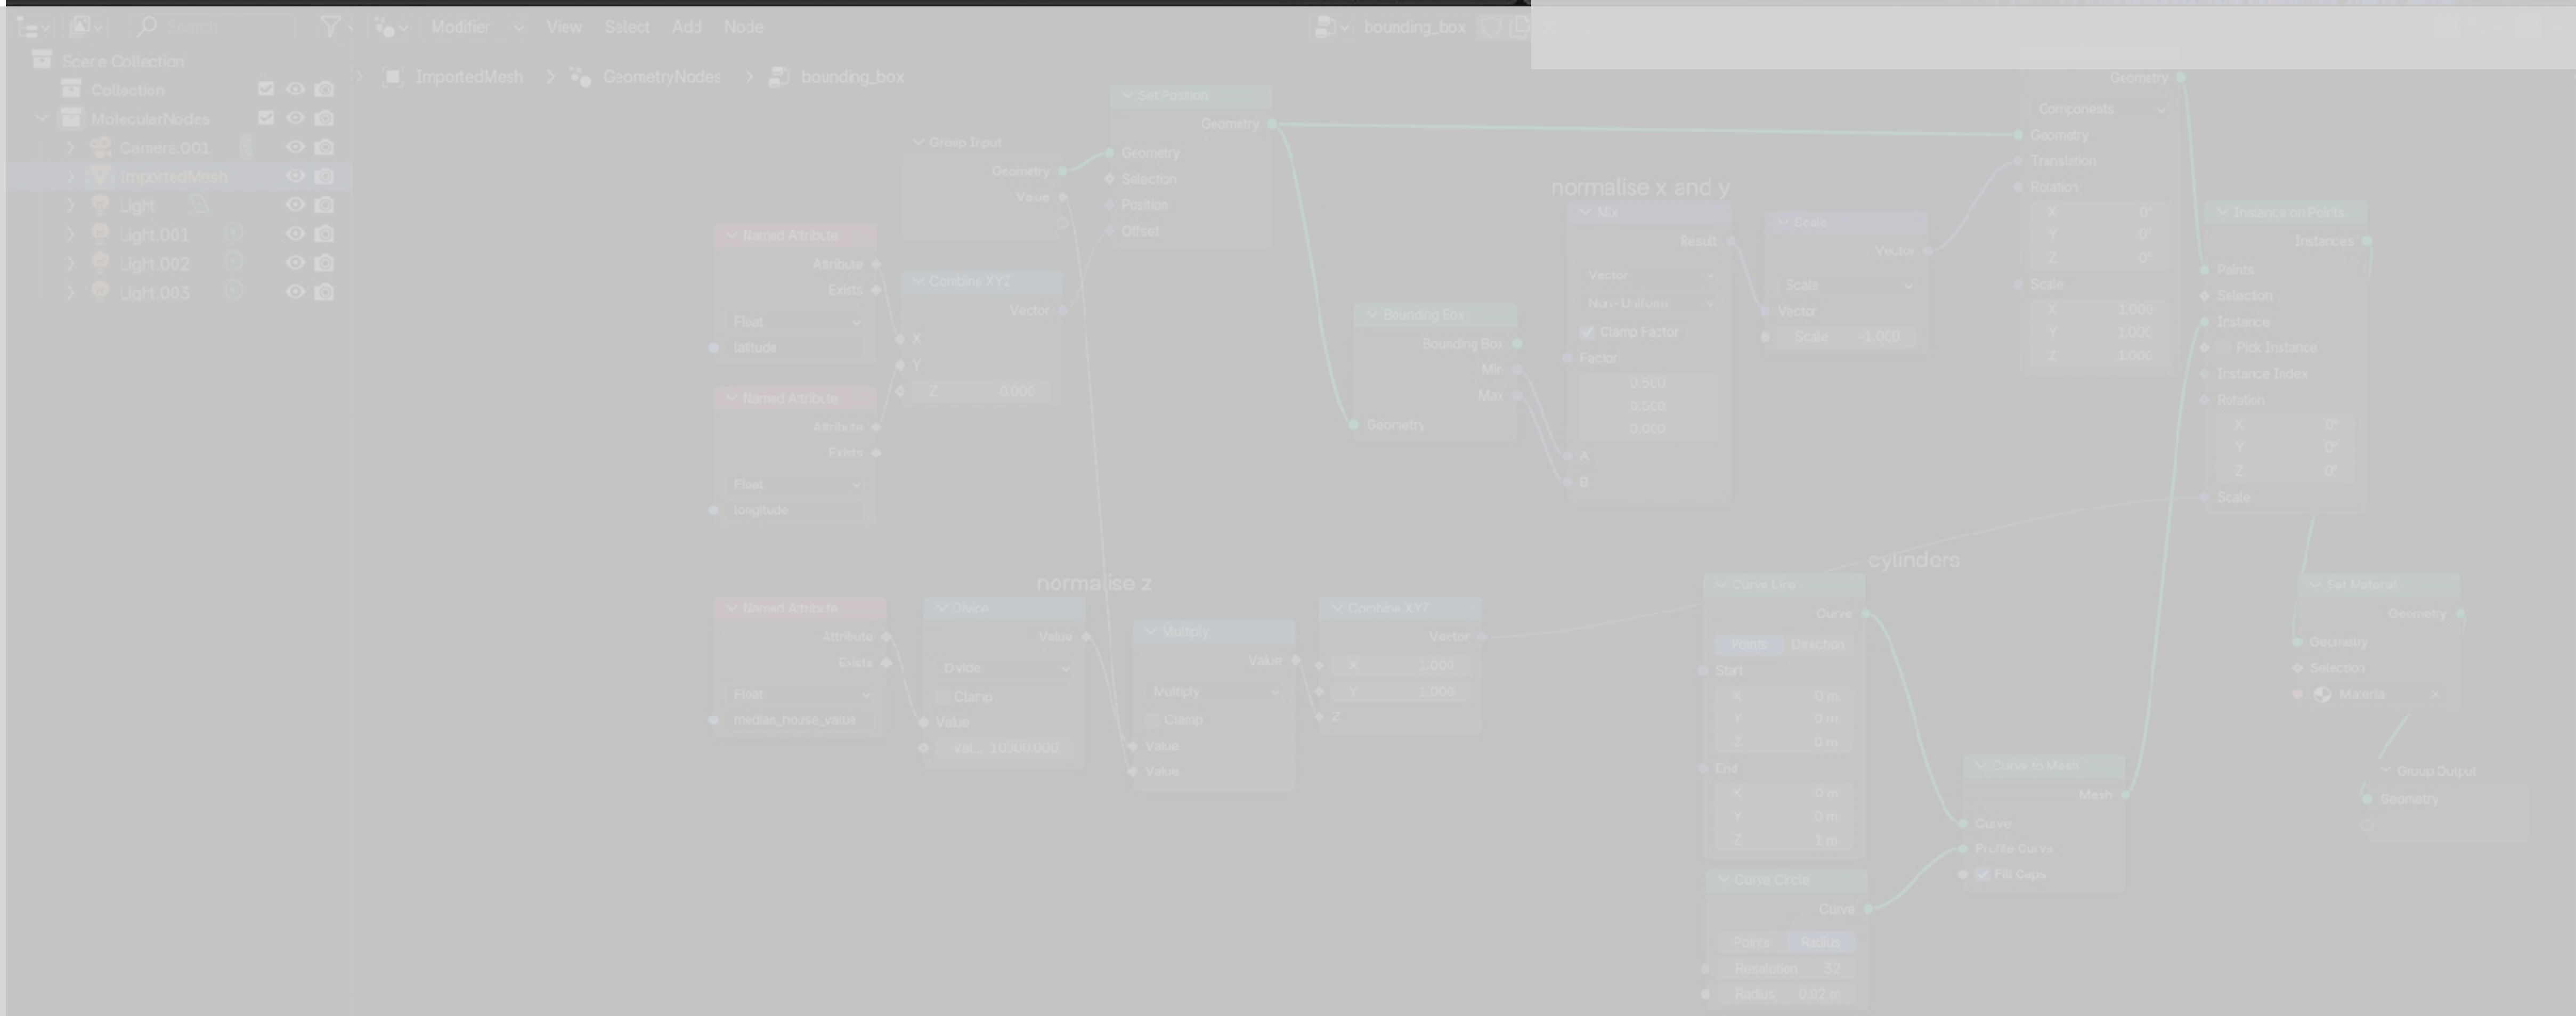 Search
Modifier View Select Add Node
bounding_box
ImportedMesh > GeometryNodes > bounding_box
Scene Collection
Collection
MolecularNodes
Camera.001
ImportedMesh
Light
Light.001
Light.002
Light.003
Named Attribute
Attribute
Exists
Float
latitude
Named Attribute
Attribute
Exists
Float
longitude
Group Input
Geometry
Value
Combine XYZ
Vector
X
Y
Z 0.000
Set Position
Geometry
Geometry
Selection
Position
Offset
normalise x and y
Bounding Box
Bounding Box
Min
Max
Geometry
Mix
Result
Vector
Non-Uniform
Clamp Factor
Factor
0.500
0.500
0.000
A
B
Scale
Vector
Scale
Vector
Scale -1.000
Geometry
Components
Geometry
Translation
Rotation
X 0°
Y 0°
Z 0°
Scale
X 1.000
Y 1.000
Z 1.000
Instance on Points
Instances
Points
Selection
Instance
Pick Instance
Instance Index
Rotation
X 0°
Y 0°
Z 0°
Scale
normalise z
Named Attribute
Attribute
Exists
Float
median_house_value
Divide
Value
Divide
Clamp
Value
Val...
Multiply
Value
Multiply
Clamp
Value
Value
Combine XYZ
Vector
X 1.000
Y 1.000
Z
cylinders
Curve Line
Curve
Points Direction
Start
X 0 m
Y 0 m
Z 0 m
End
X 0 m
Y 0 m
Z 1 m
Curve Circle
Curve
Points Radius
Resolution 32
Radius 0.02 m
Curve to Mesh
Mesh
Curve
Profile Curve
Fill Caps
Set Material
Geometry
Geometry
Selection
Material
Group Output
Geometry